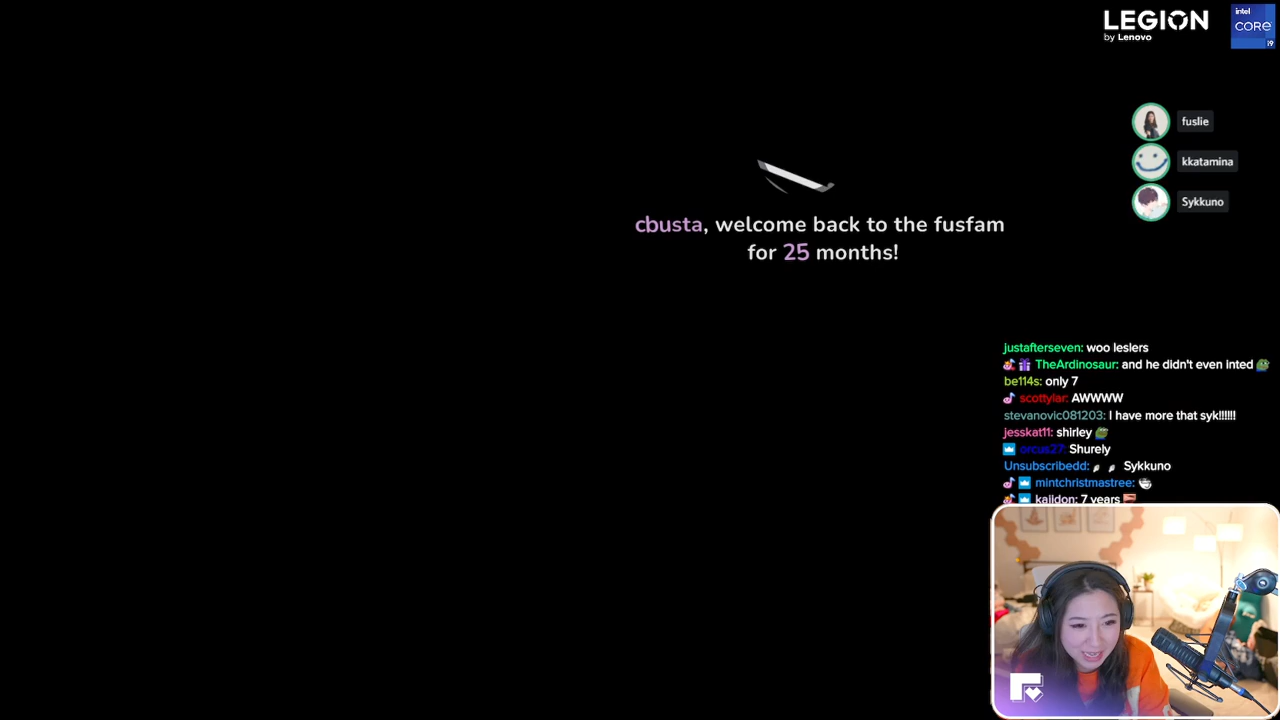 LEGION
by Lenovo
intel
CORE
i9
fuslie
kkatamina
Sykkuno
cbusta, welcome back to the fusfam
for 25 months!
justafterseven: woo leslers
TheArdinosaur: and he didn't even inted
be114s: only 7
scottylar: AWWWW
stevanovic081203: I have more that syk!!!!!!
jesskat11: shirley
orcus27: Shurely
Unsubscribedd: Sykkuno
mintchristmastree:
kaiidon: 7 years